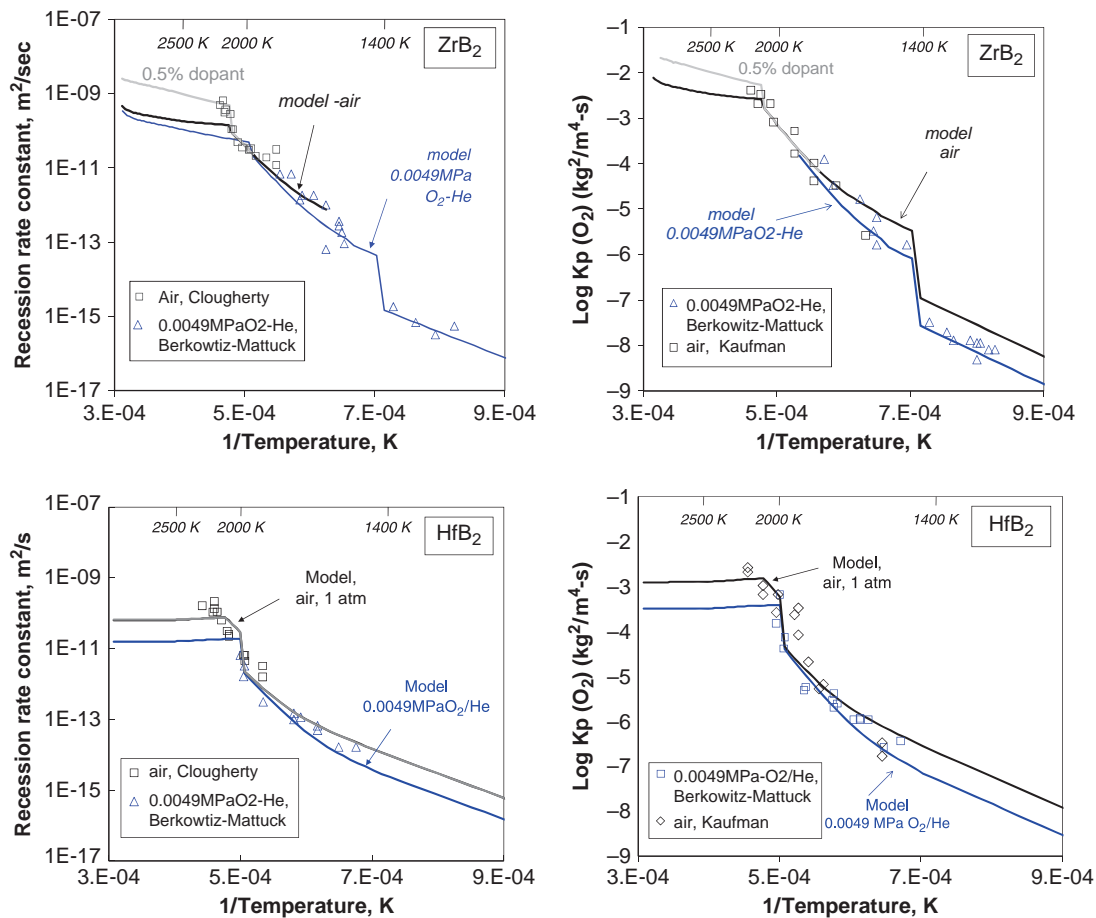 Recession rate constant, m²/sec
1E-07
1E-09
1E-11
1E-13
1E-15
1E-17
2500 K
2000 K
1400 K
ZrB₂
0.5% dopant
model -air
model
0.0049MPa
O₂-He
Air, Clougherty
0.0049MPaO2-He,
Berkowtiz-Mattuck
3.E-04
5.E-04
7.E-04
9.E-04
1/Temperature, K
Log Kp (O₂) (kg²/m⁴-s)
–1
–2
–3
–4
–5
–6
–7
–8
–9
2500 K
2000 K
1400 K
ZrB₂
0.5% dopant
model
air
model
0.0049MPaO2-He
0.0049MPaO2-He,
Berkowitz-Mattuck
air, Kaufman
3.E-04
5.E-04
7.E-04
9.E-04
1/Temperature, K
Recession rate constant, m²/s
1E-07
1E-09
1E-11
1E-13
1E-15
1E-17
2500 K
2000 K
1400 K
HfB₂
Model,
air, 1 atm
Model
0.0049MPaO₂/He
air, Clougherty
0.0049MPaO2-He,
Berkowtiz-Mattuck
3.E-04
5.E-04
7.E-04
9.E-04
1/Temperature, K
Log Kp (O₂) (kg²/m⁴-s)
–1
–2
–3
–4
–5
–6
–7
–8
–9
2500 K
2000 K
1400 K
HfB₂
Model,
air, 1 atm
0.0049MPa-O2/He,
Berkowitz-Mattuck
air, Kaufman
Model
0.0049 MPa O₂/He
3.E-04
5.E-04
7.E-04
9.E-04
1/Temperature, K